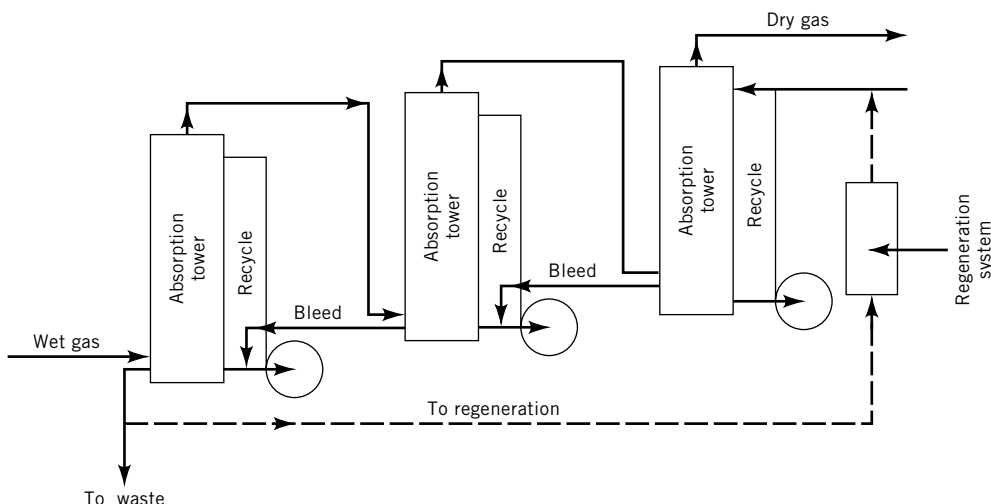 Dry gas
Absorption
tower
Recycle
Absorption
tower
Recycle
Absorption
tower
Recycle
Regeneration
system
Bleed
Bleed
Wet gas
To regeneration
To waste